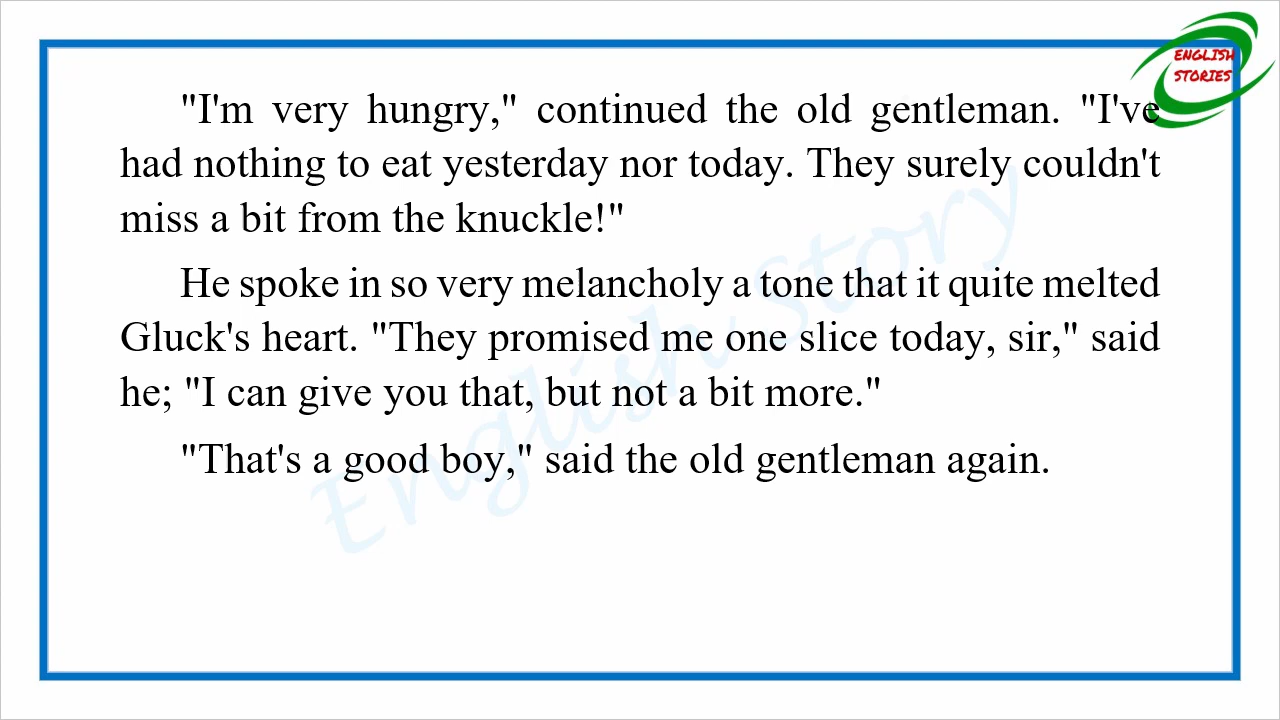 ENGLISH
STORIES
"I'm very hungry," continued the old gentleman. "I've
had nothing to eat yesterday nor today. They surely couldn't
miss a bit from the knuckle!"
He spoke in so very melancholy a tone that it quite melted
Gluck's heart. "They promised me one slice today, sir," said
he; "I can give you that, but not a bit more."
"That's a good boy," said the old gentleman again.
English Story